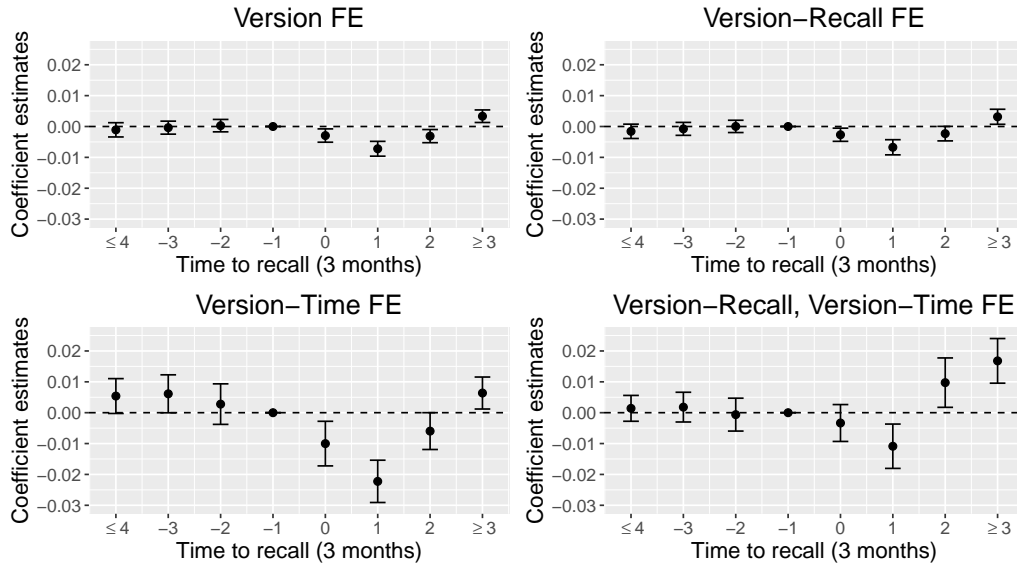 Version FE
Coefficient estimates
0.02
0.01
0.00
−0.01
−0.02
−0.03
≤ 4 −3 −2 −1 0 1 2 ≥ 3
Time to recall (3 months)
Version−Recall FE
Coefficient estimates
0.02
0.01
0.00
−0.01
−0.02
−0.03
≤ 4 −3 −2 −1 0 1 2 ≥ 3
Time to recall (3 months)
Version−Time FE
Coefficient estimates
0.02
0.01
0.00
−0.01
−0.02
−0.03
≤ 4 −3 −2 −1 0 1 2 ≥ 3
Time to recall (3 months)
Version−Recall, Version−Time FE
Coefficient estimates
0.02
0.01
0.00
−0.01
−0.02
−0.03
≤ 4 −3 −2 −1 0 1 2 ≥ 3
Time to recall (3 months)